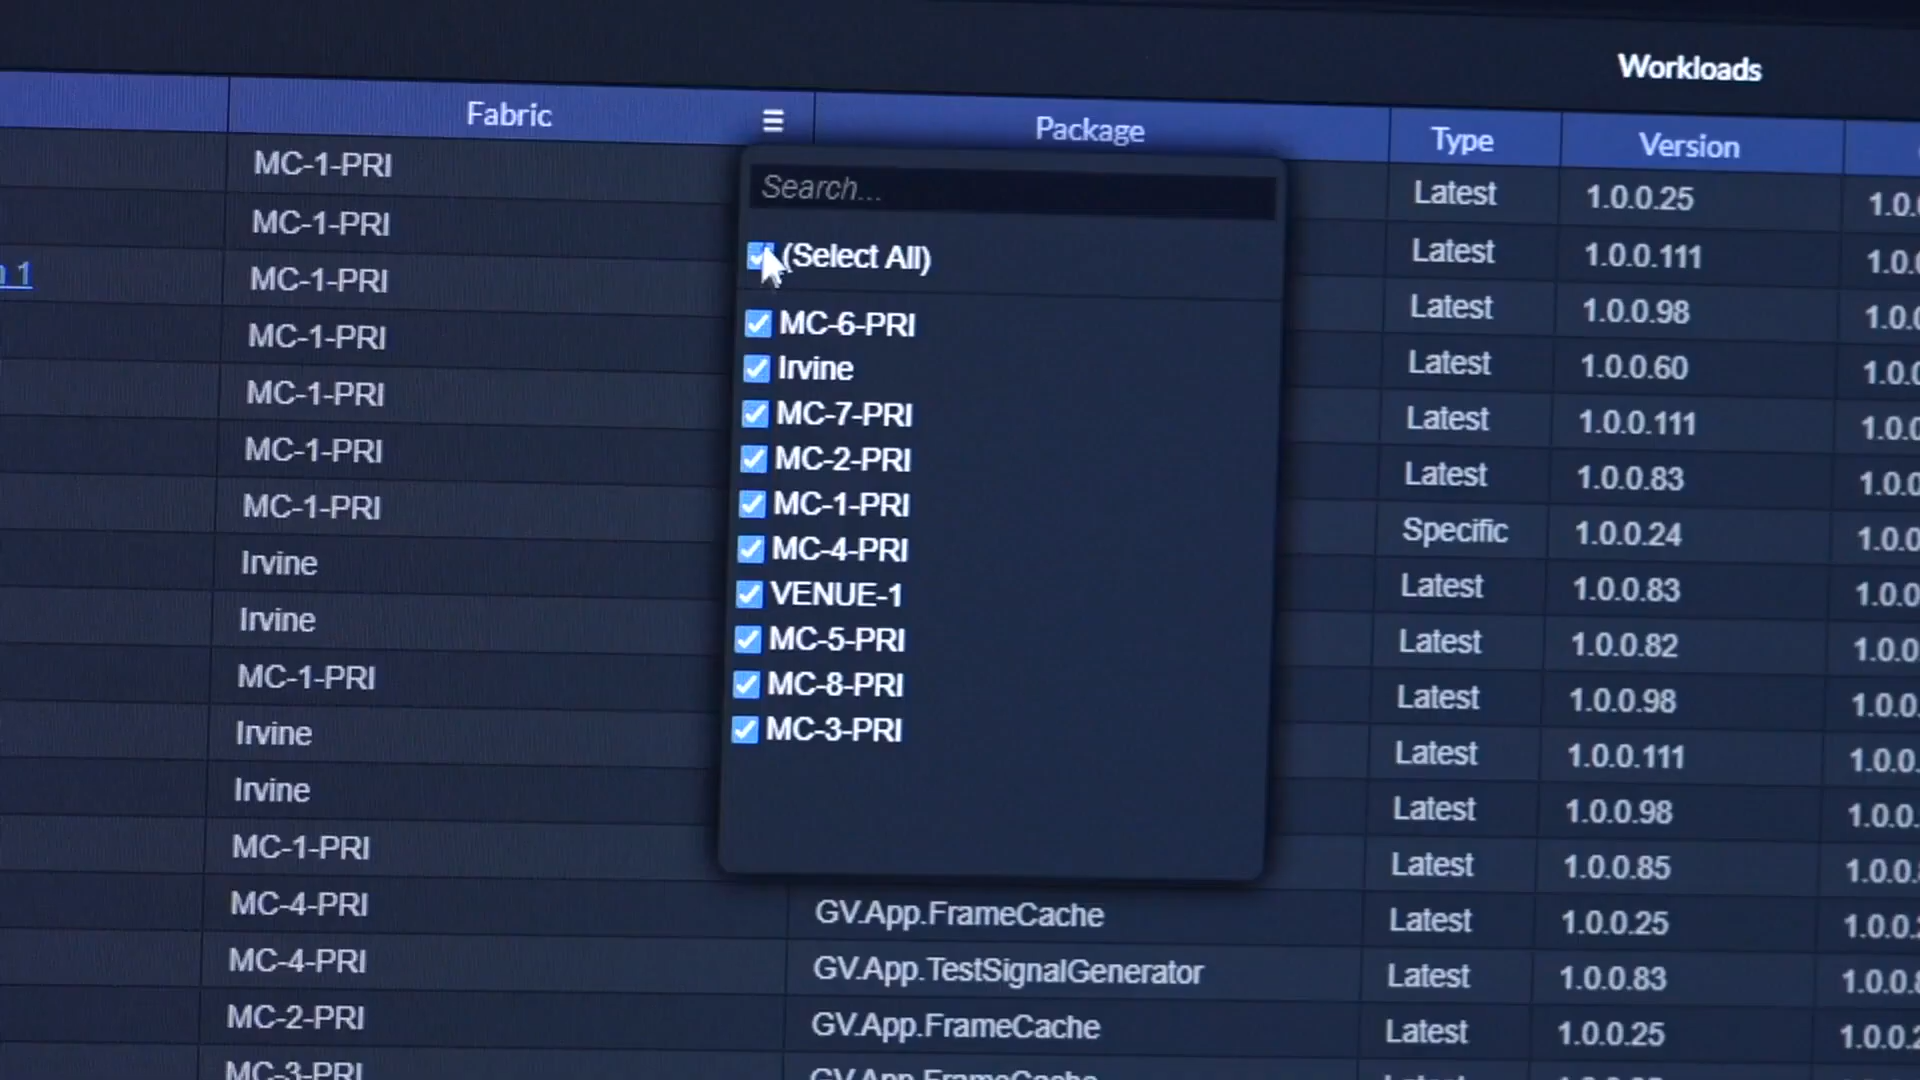 Workloads
Fabric Package Type Version
MC-1-PRI Latest 1.0.0.25
MC-1-PRI Latest 1.0.0.111
n 1 MC-1-PRI Latest 1.0.0.98
MC-1-PRI Latest 1.0.0.60
MC-1-PRI Latest 1.0.0.111
MC-1-PRI Latest 1.0.0.83
MC-1-PRI Specific 1.0.0.24
Irvine Latest 1.0.0.83
Irvine Latest 1.0.0.82
MC-1-PRI Latest 1.0.0.98
Irvine Latest 1.0.0.111
Irvine Latest 1.0.0.98
MC-1-PRI Latest 1.0.0.85
MC-4-PRI GV.App.FrameCache Latest 1.0.0.25
MC-4-PRI GV.App.TestSignalGenerator Latest 1.0.0.83
MC-2-PRI GV.App.FrameCache Latest 1.0.0.25
MC-3-PRI GV.App.FrameCache
Search...
(Select All)
MC-6-PRI
Irvine
MC-7-PRI
MC-2-PRI
MC-1-PRI
MC-4-PRI
VENUE-1
MC-5-PRI
MC-8-PRI
MC-3-PRI